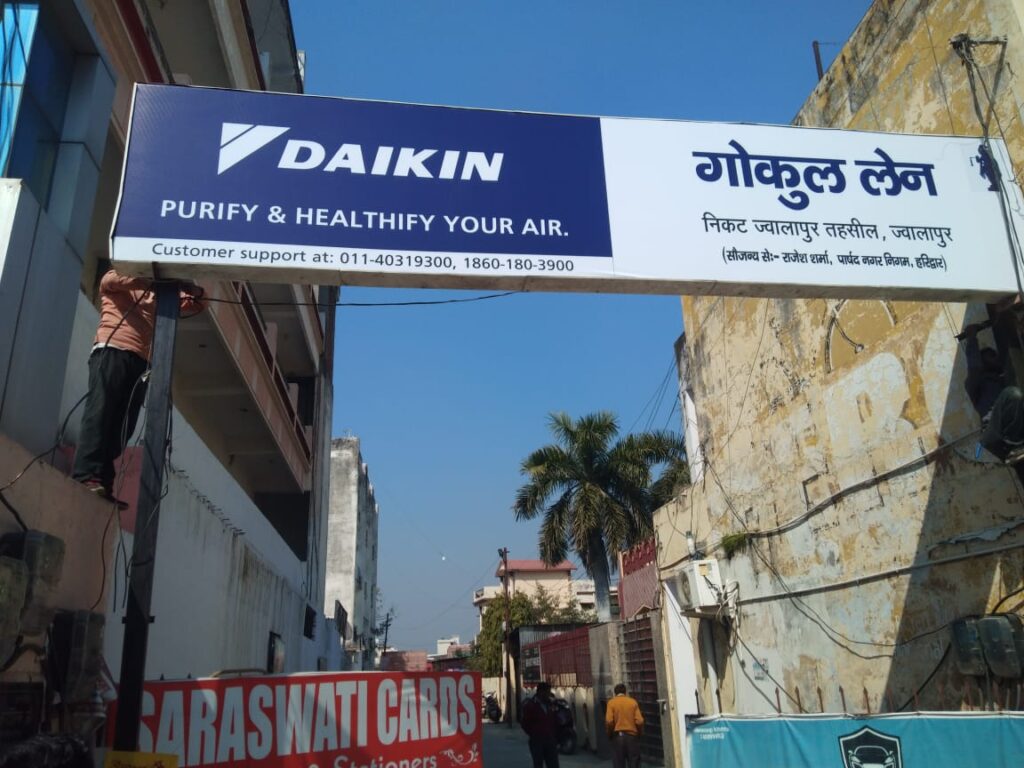 DAIKIN
PURIFY & HEALTHIFY YOUR AIR.
Customer support at: 011-40319300, 1860-180-3900
गोकुल लेन
निकट ज्वालापुर तहसील, ज्वालापुर
(सौजन्य सेः- राजेश शर्मा, पार्षद नगर निगम, हरिद्वार)
SARASWATI CARDS
Stationers